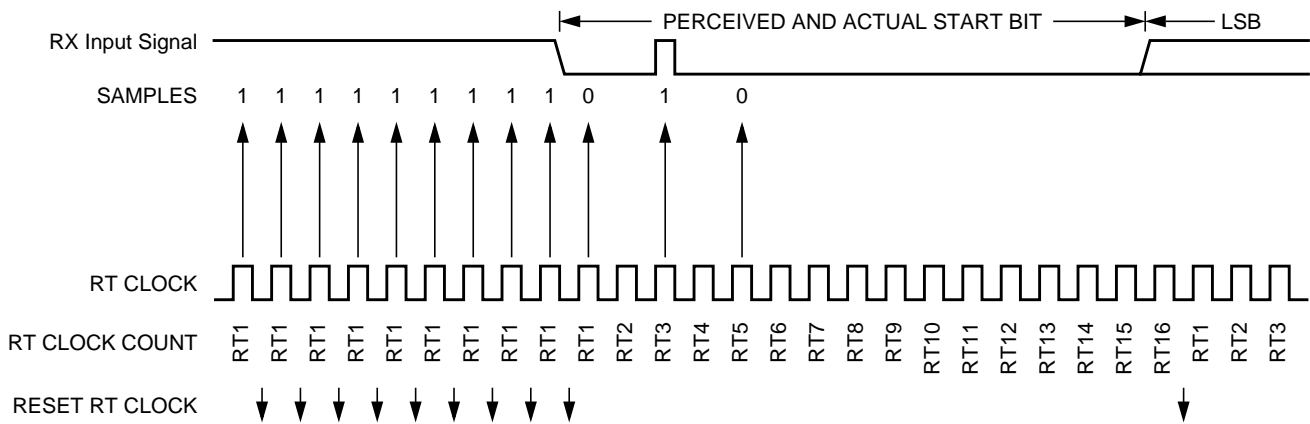 PERCEIVED AND ACTUAL START BIT LSB
RX Input Signal
SAMPLES 1 1 1 1 1 1 1 1 1 0 1 0
RT CLOCK
RT CLOCK COUNT RT1 RT1 RT1 RT1 RT1 RT1 RT1 RT1 RT1 RT1 RT2 RT3 RT4 RT5 RT6 RT7 RT8 RT9 RT10 RT11 RT12 RT13 RT14 RT15 RT16 RT1 RT2 RT3
RESET RT CLOCK